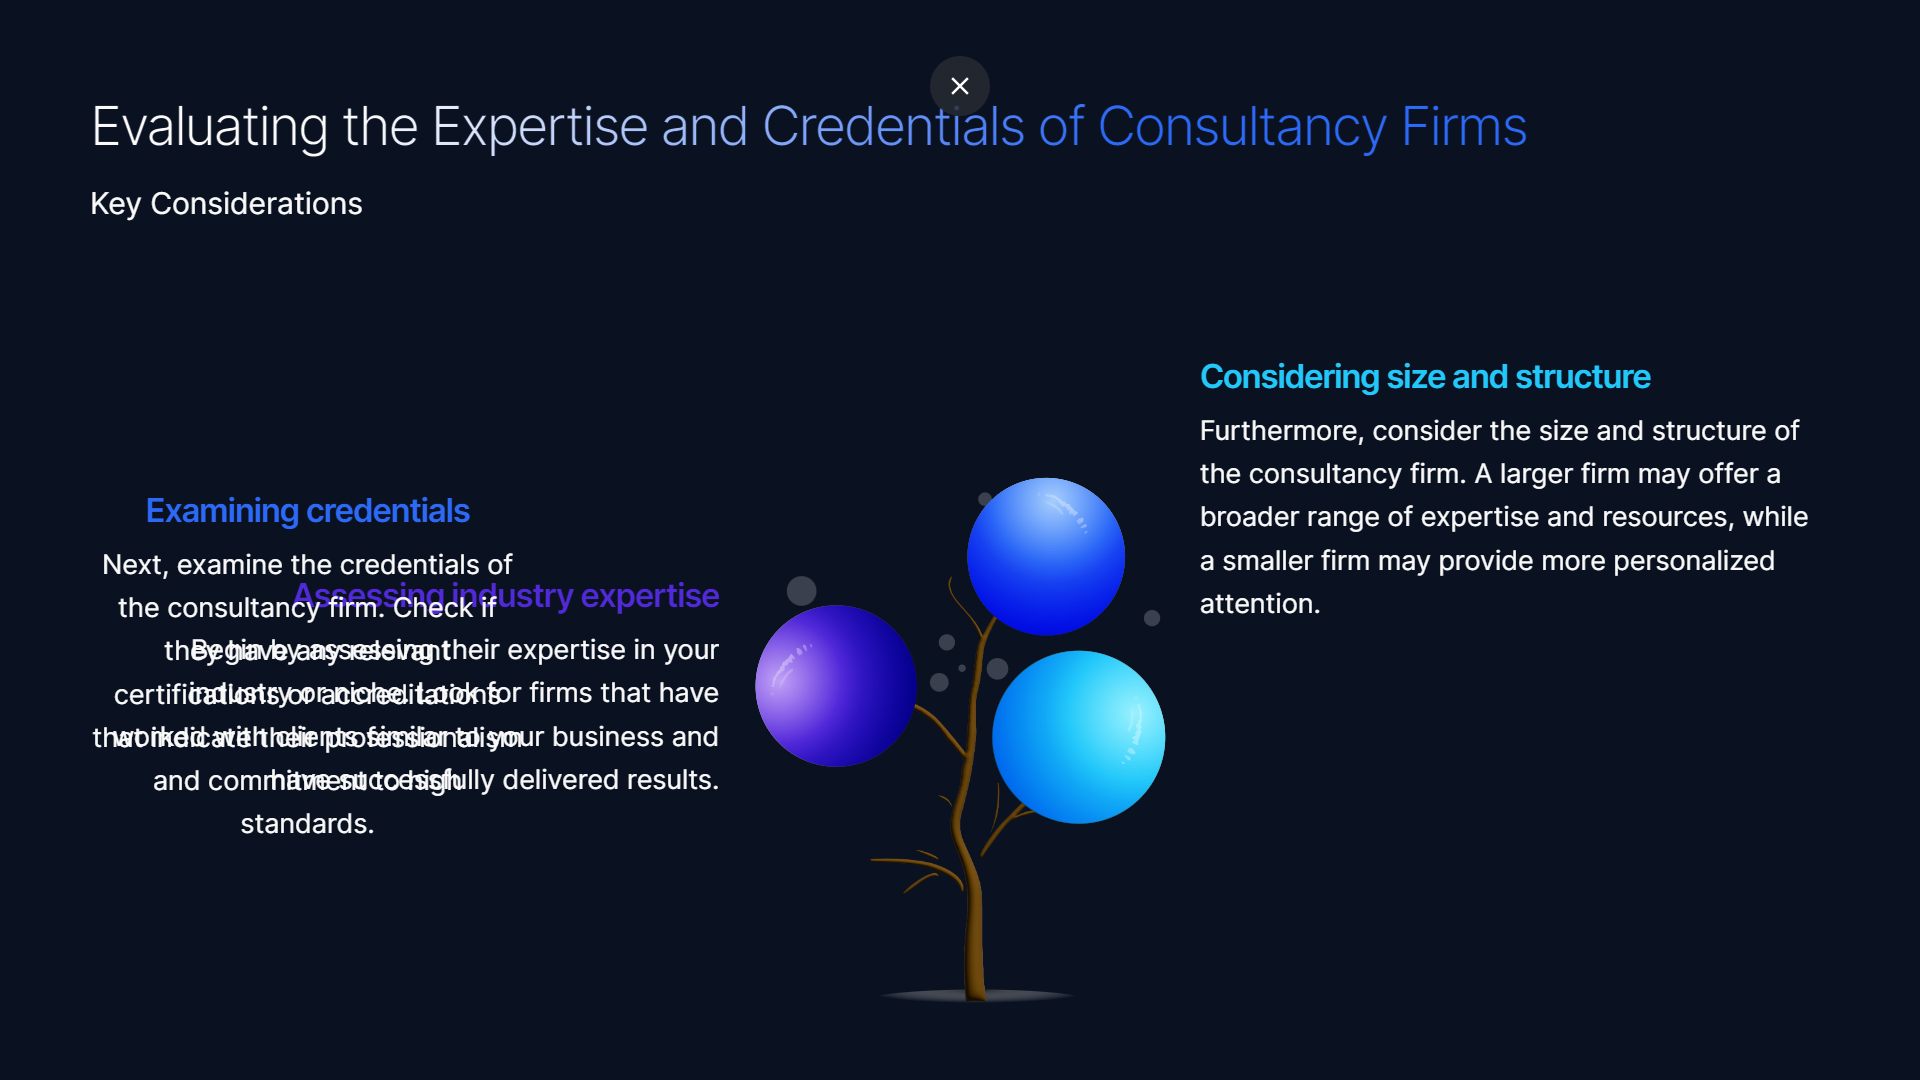 Evaluating the Expertise and Credentials of Consultancy Firms
Key Considerations
Considering size and structure
Furthermore, consider the size and structure of
the consultancy firm. A larger firm may offer a
broader range of expertise and resources, while
a smaller firm may provide more personalized
attention.
Examining credentials
Next, examine the credentials of
the consultancy firm. Check if
they have any relevant
certifications or accreditations
that indicate their professionalism
and commitment to high
standards.
Assessing industry expertise
Begin by assessing their expertise in your
industry or niche. Look for firms that have
worked with clients similar to your business and
have successfully delivered results.